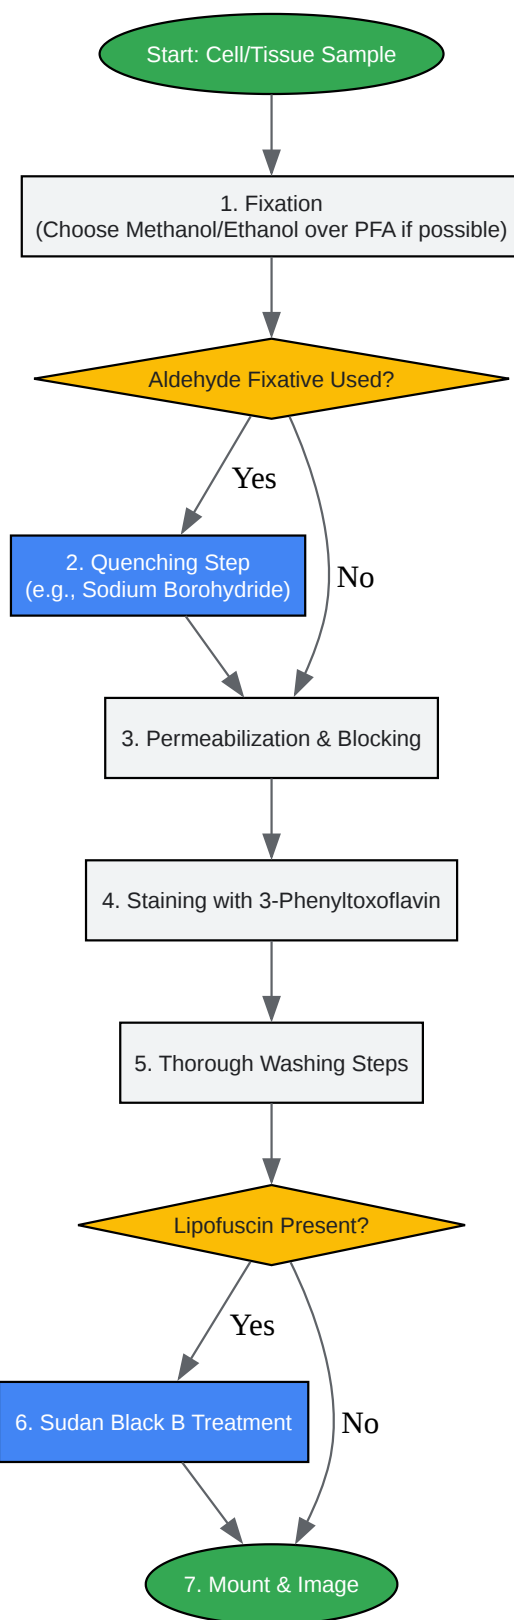 Start: Cell/Tissue Sample
1. Fixation
(Choose Methanol/Ethanol over PFA if possible)
Aldehyde Fixative Used?
Yes
2. Quenching Step
(e.g., Sodium Borohydride)
No
3. Permeabilization & Blocking
4. Staining with 3-Phenyltoxoflavin
5. Thorough Washing Steps
Lipofuscin Present?
Yes
6. Sudan Black B Treatment
No
7. Mount & Image